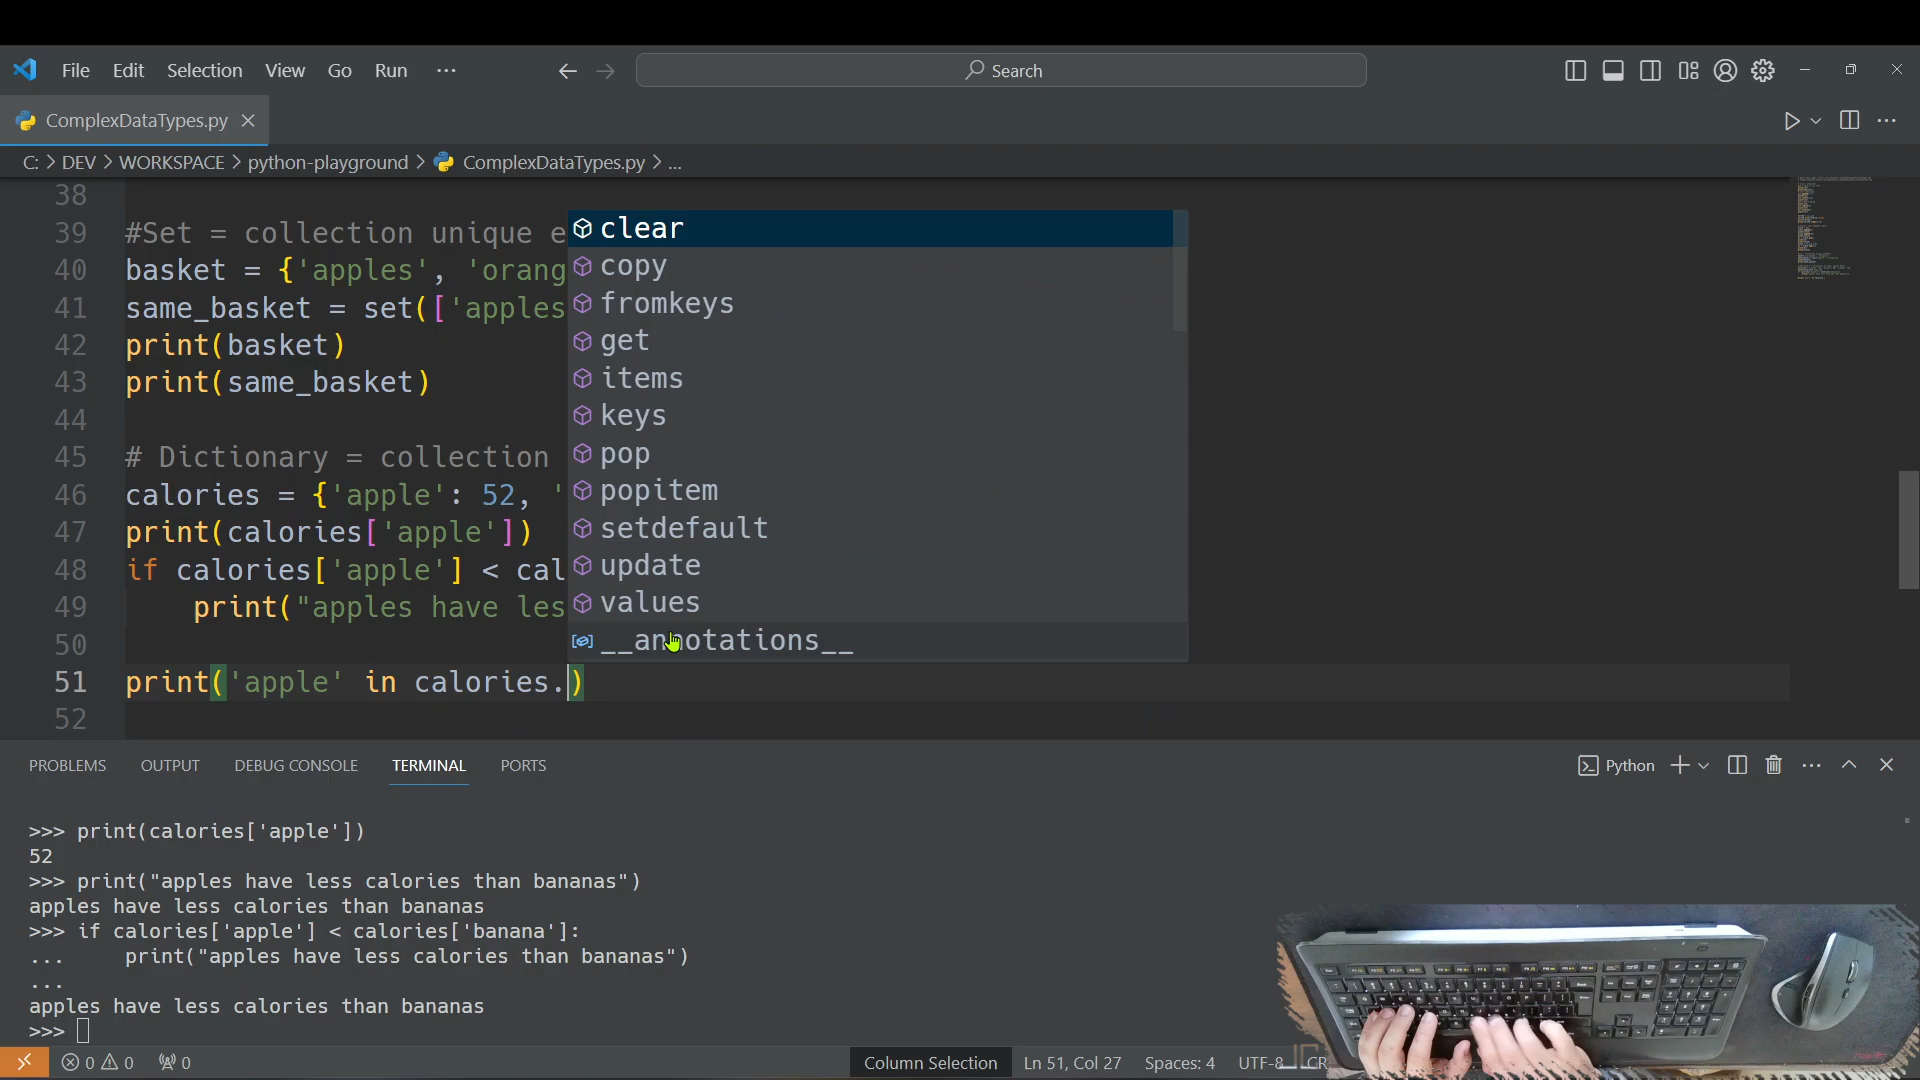 File Edit Selection View Go Run ...
Search
ComplexDataTypes.py
C: > DEV > WORKSPACE > python-playground > ComplexDataTypes.py > ...
38
39 #Set = collection unique e
40 basket = {'apples', 'orang
41 same_basket = set(['apples
42 print(basket)
43 print(same_basket)
44
45 # Dictionary = collection
46 calories = {'apple': 52, '
47 print(calories['apple'])
48 if calories['apple'] < cal
49 print("apples have les
50
51 print('apple' in calories.)
52
clear
copy
fromkeys
get
items
keys
pop
popitem
setdefault
update
values
__annotations__
PROBLEMS OUTPUT DEBUG CONSOLE TERMINAL PORTS
Python
>>> print(calories['apple'])
52
>>> print("apples have less calories than bananas")
apples have less calories than bananas
>>> if calories['apple'] < calories['banana']:
... print("apples have less calories than bananas")
...
apples have less calories than bananas
>>>
0 0 0 Column Selection Ln 51, Col 27 Spaces: 4 UTF-8 CR